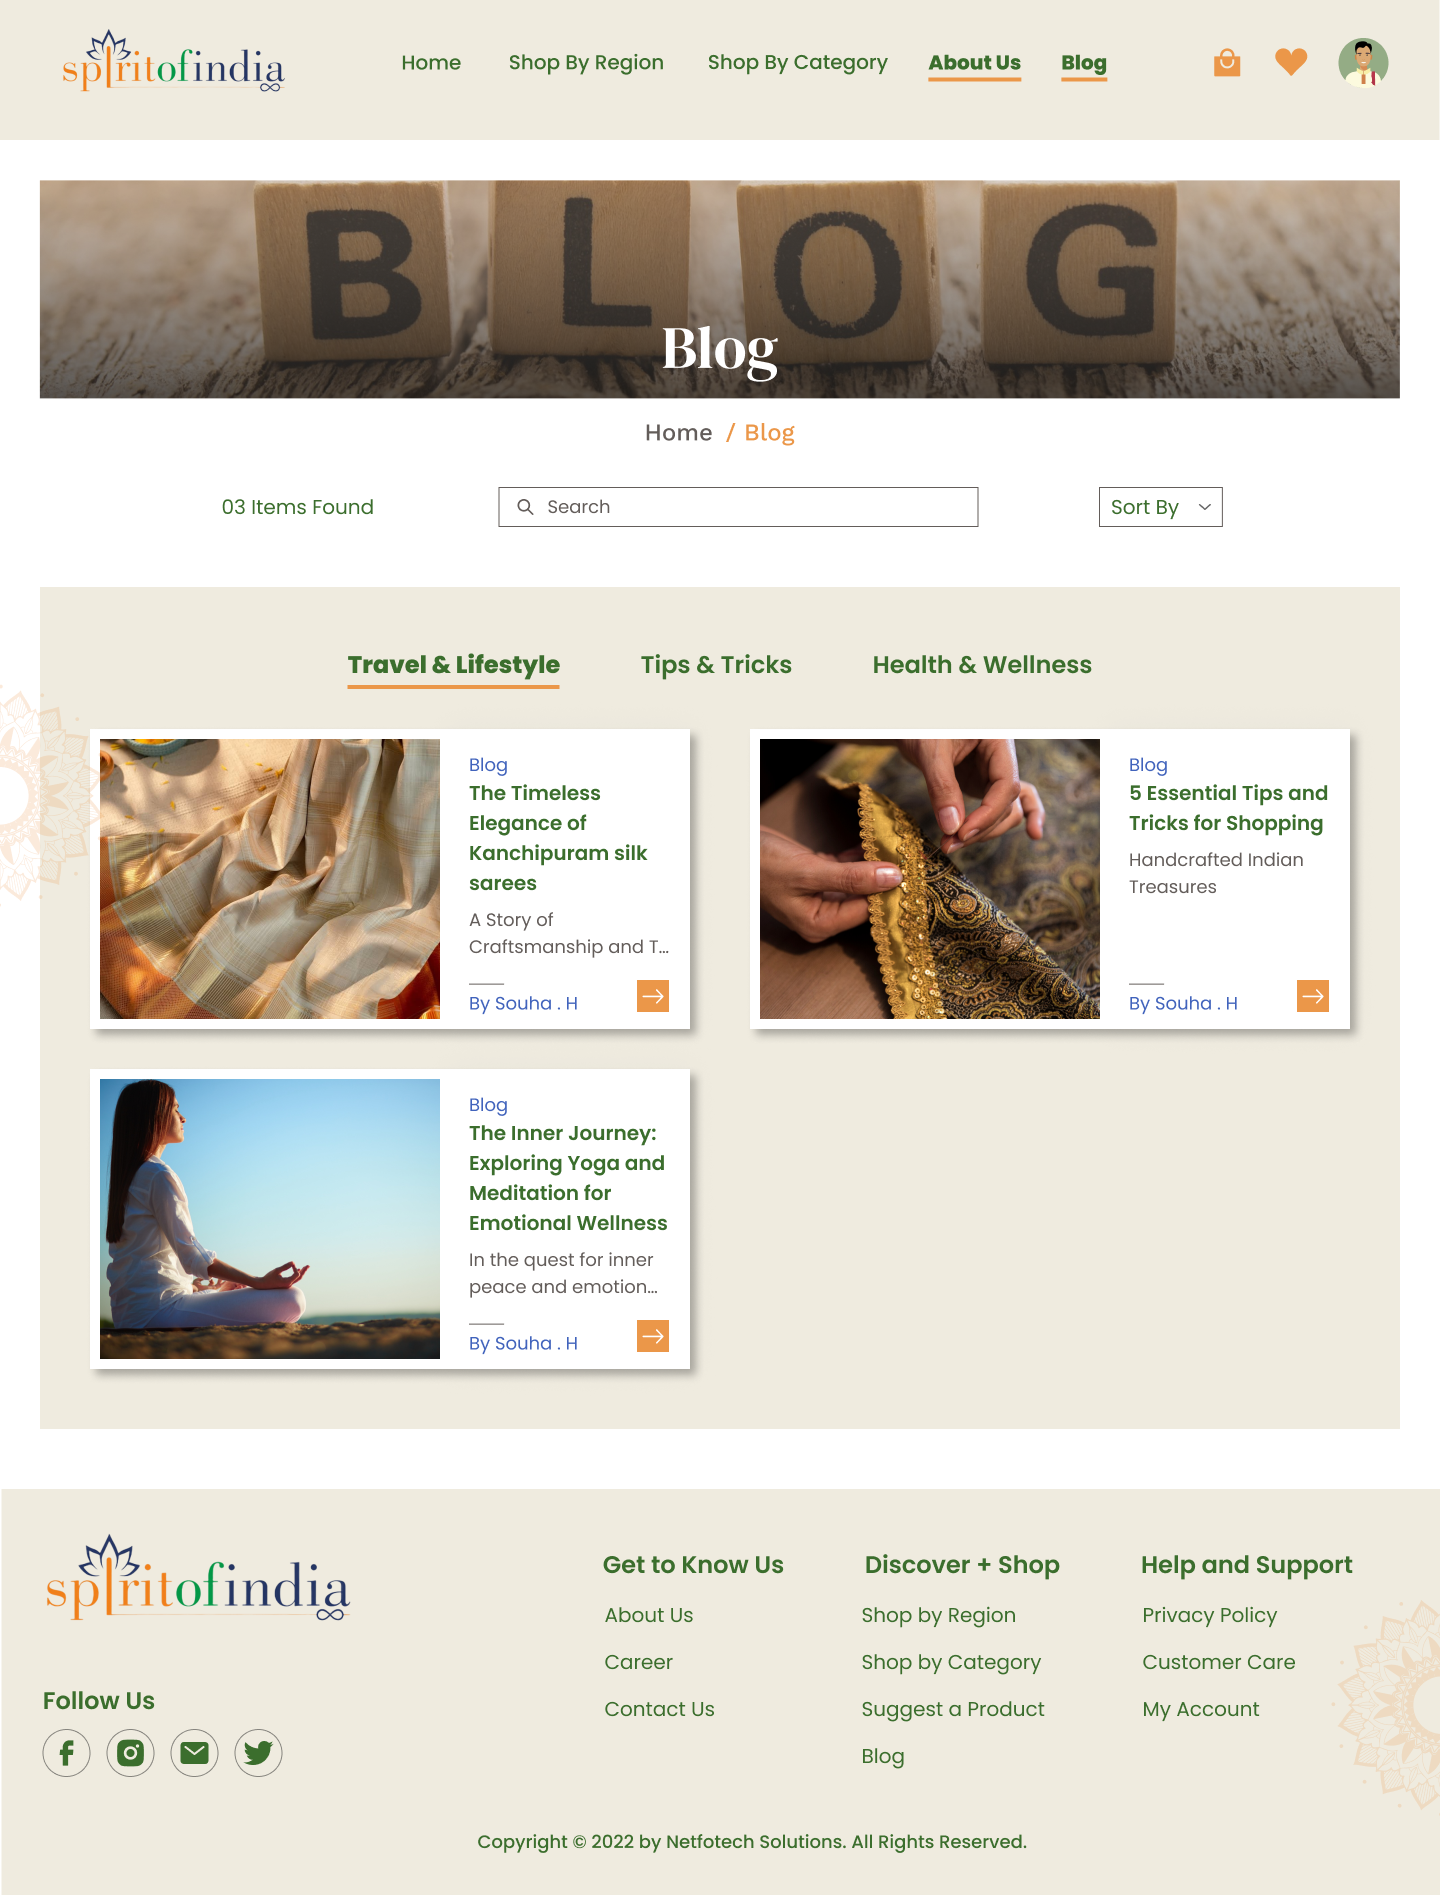 spiritofindia
Home Shop By Region Shop By Category About Us Blog
BLOG
Blog
Home / Blog
03 Items Found
Search
Sort By
Travel & Lifestyle Tips & Tricks Health & Wellness
Blog
The Timeless
Elegance of
Kanchipuram silk
sarees
A Story of
Craftsmanship and T...
By Souha . H
Blog
5 Essential Tips and
Tricks for Shopping
Handcrafted Indian
Treasures
By Souha . H
Blog
The Inner Journey:
Exploring Yoga and
Meditation for
Emotional Wellness
In the quest for inner
peace and emotion...
By Souha . H
spiritofindia
Follow Us
Get to Know Us
About Us
Career
Contact Us
Discover + Shop
Shop by Region
Shop by Category
Suggest a Product
Blog
Help and Support
Privacy Policy
Customer Care
My Account
Copyright © 2022 by Netfotech Solutions. All Rights Reserved.